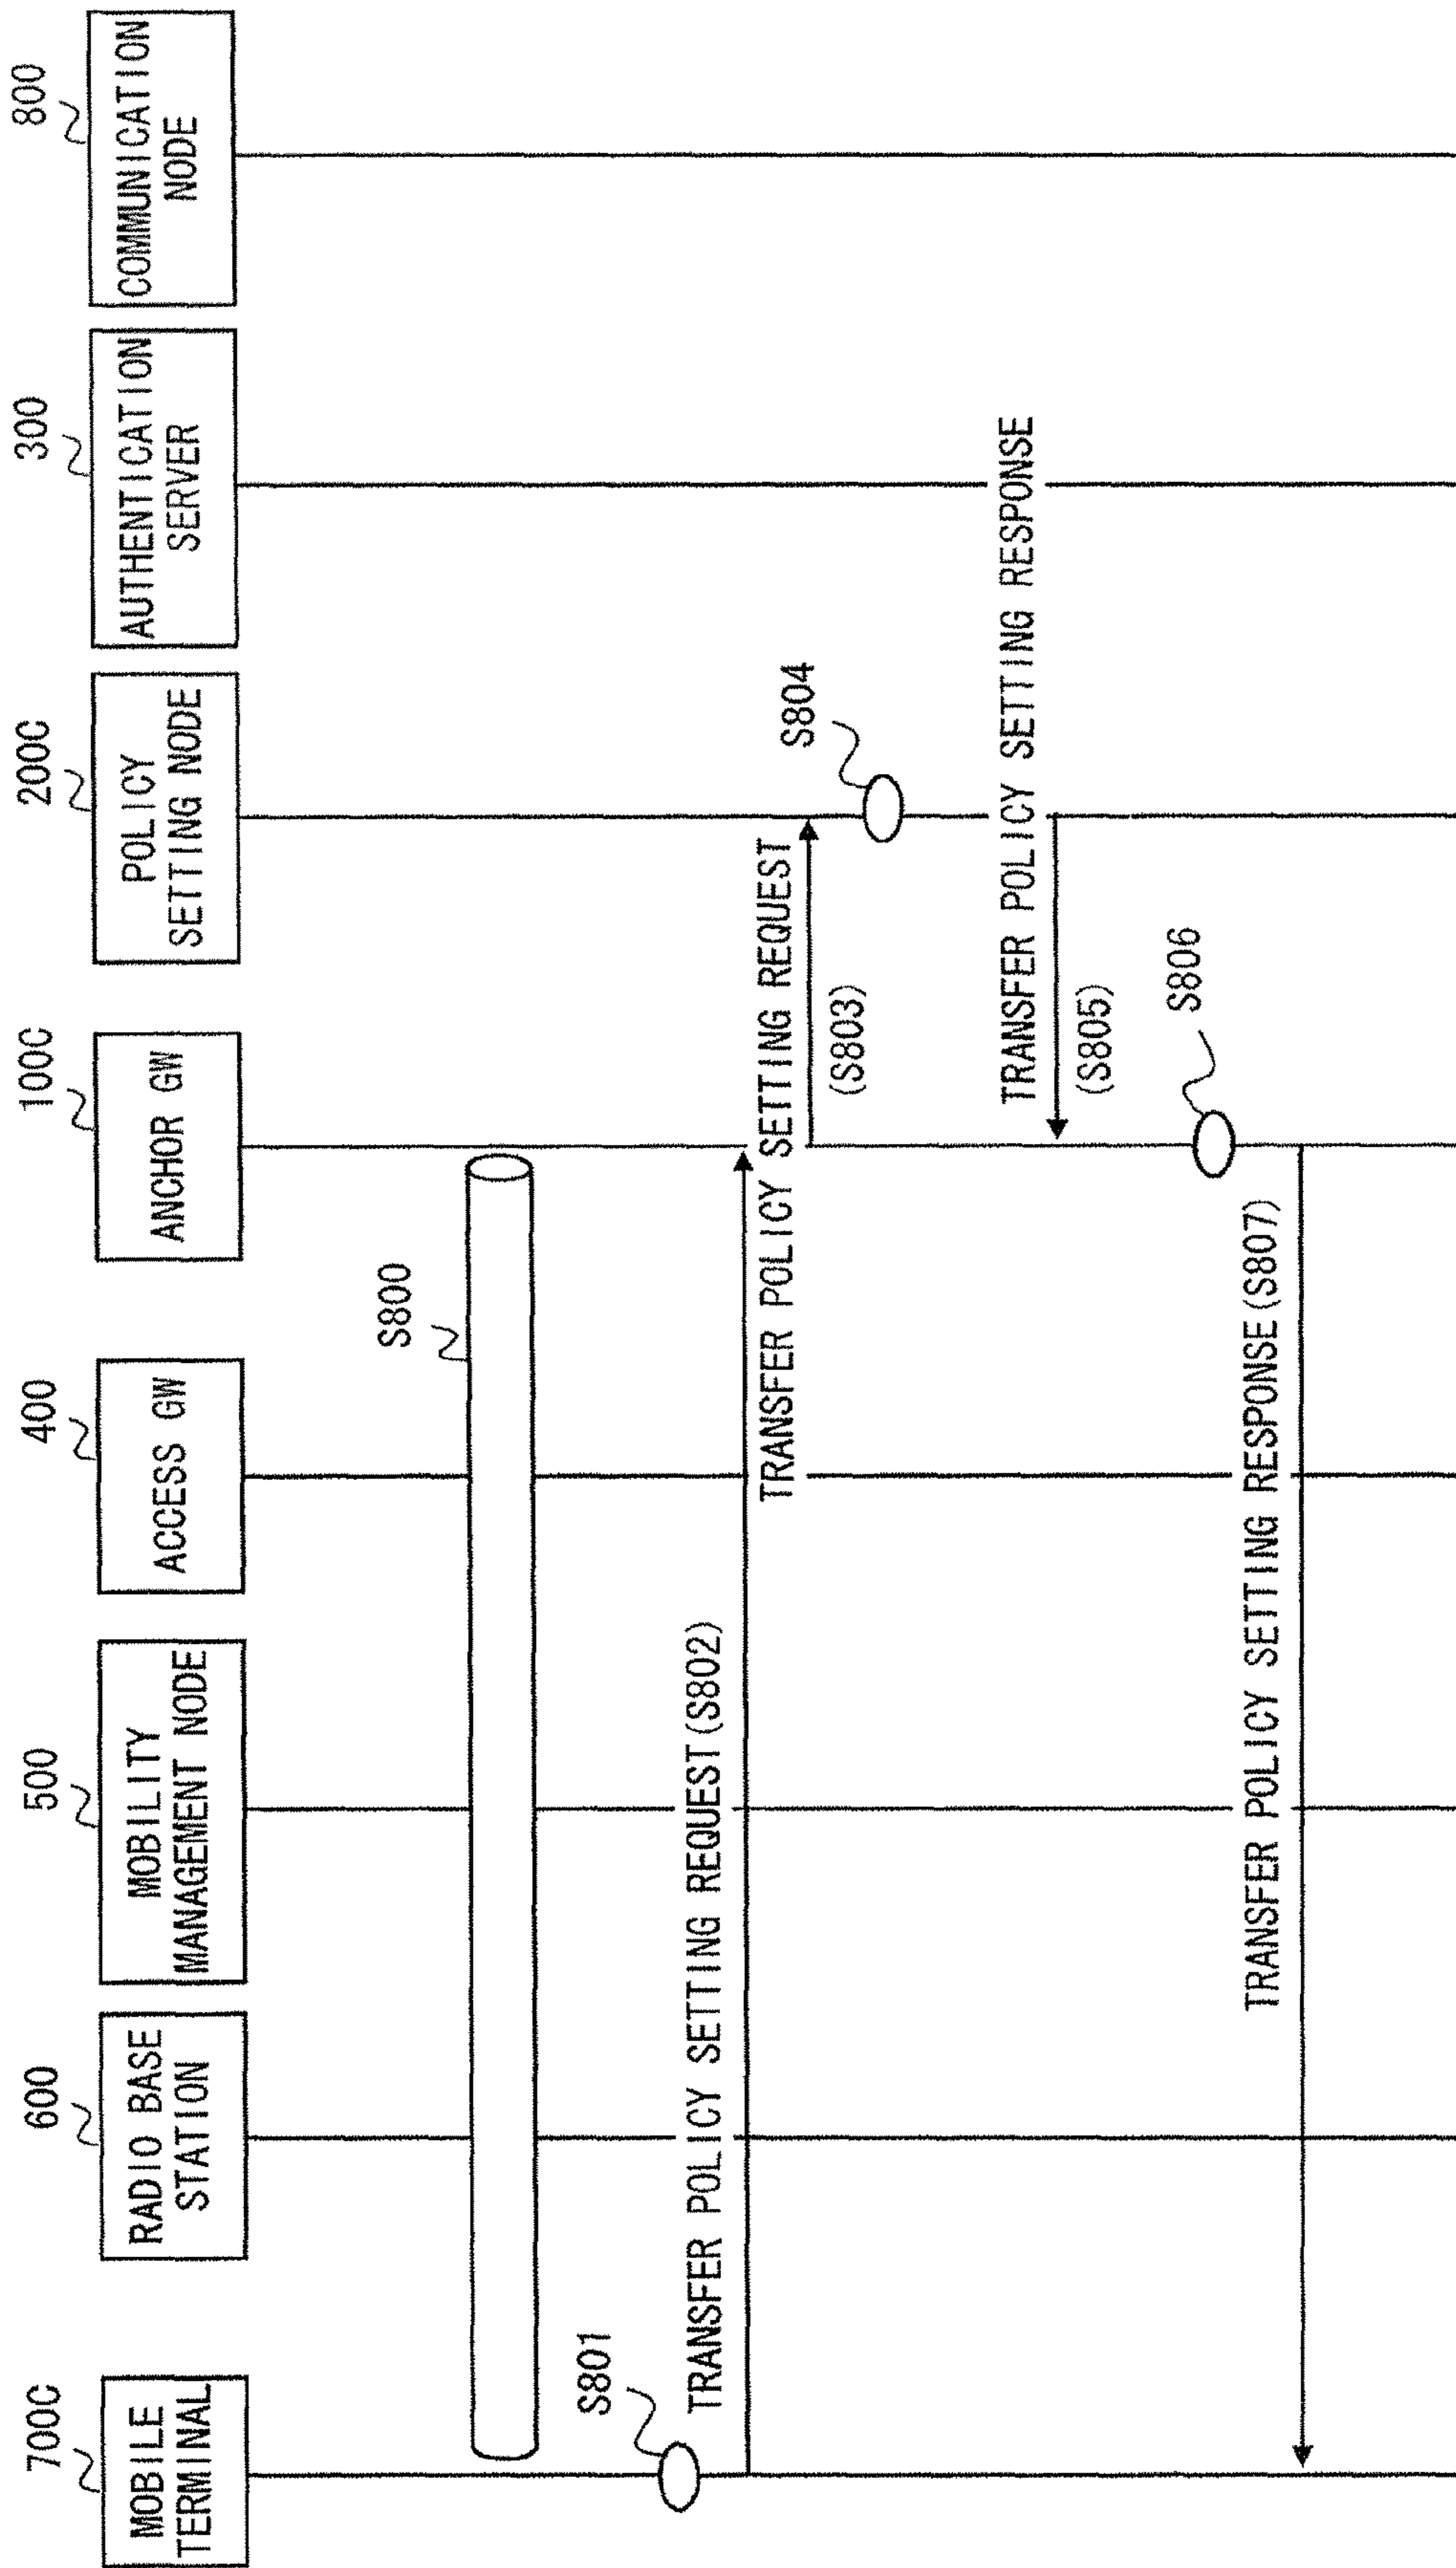 700C
MOBILE
TERMINAL
600
RADIO BASE
STATION
500
MOBILITY
MANAGEMENT NODE
400
ACCESS GW
100C
ANCHOR GW
200C
POLICY
SETTING NODE
300
AUTHENTICATION
SERVER
800
COMMUNICATION
NODE
S800
S801
TRANSFER POLICY SETTING REQUEST(S802)
TRANSFER POLICY SETTING REQUEST
(S803)
S804
TRANSFER POLICY SETTING RESPONSE
(S805)
S806
TRANSFER POLICY SETTING RESPONSE(S807)